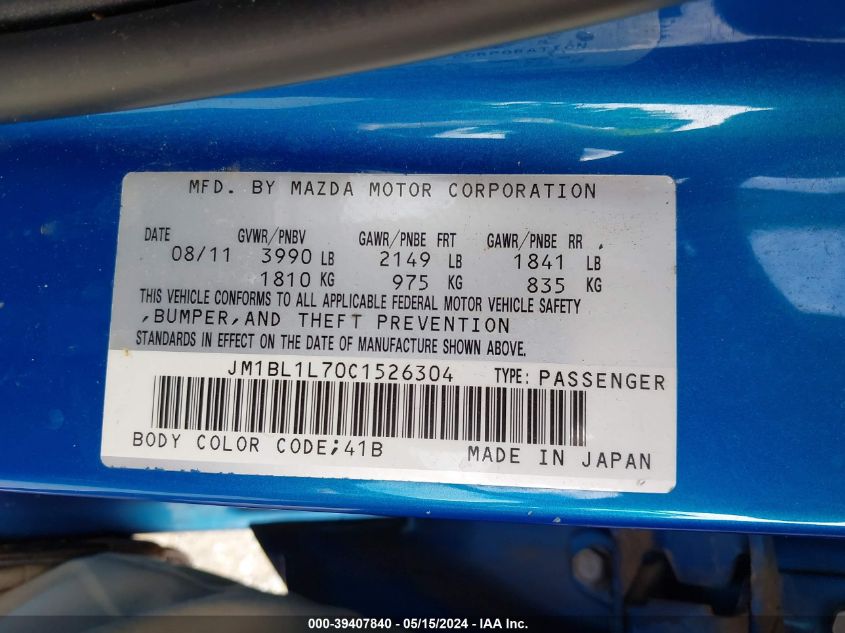 CORPORATION
MFD. BY MAZDA MOTOR CORPORATION
DATE GVWR/PNBV GAWR/PNBE FRT GAWR/PNBE RR
08/11 3990 LB 2149 LB 1841 LB
1810 KG 975 KG 835 KG
THIS VEHICLE CONFORMS TO ALL APPLICABLE FEDERAL MOTOR VEHICLE SAFETY
,BUMPER,AND THEFT PREVENTION
STANDARDS IN EFFECT ON THE DATE OF MANUFACTURE SHOWN ABOVE.
JM1BL1L70C1526304 TYPE: PASSENGER
BODY COLOR CODE;41B MADE IN JAPAN
000-39407840 - 05/15/2024 - IAA Inc.